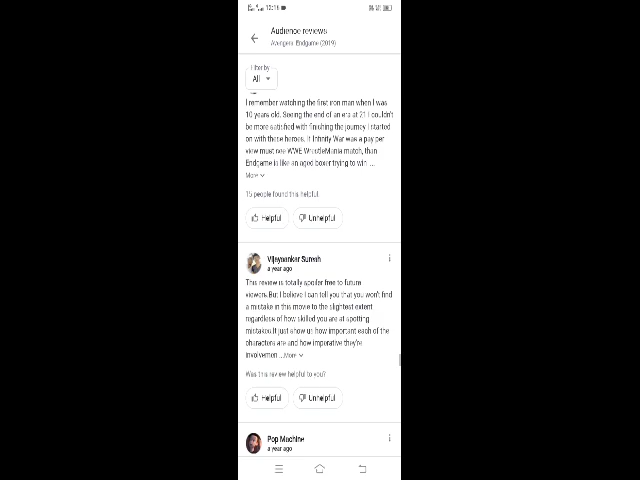 12:16
Audience reviews
Avengers: Endgame (2019)
Filter by
All
I remember watching the first iron man when I was
10 years old. Seeing the end of an era at 21 I couldn't
be more satisfied with finishing the journey I started
on with these heroes. If Infinity War was a pay per
view must see WWE WrestleMania match, than
Endgame is like an aged boxer trying to win ...
More
15 people found this helpful.
Helpful
Unhelpful
Vijaysankar Suresh
a year ago
This review is totally spoiler free to future
viewers.But I believe I can tell you that you won't find
a mistake in this movie to the slightest extent
regardless of how skilled you are at spotting
mistakes.It just show us how important each of the
characters are and how imperative they're
involvemen ...More
Was this review helpful to you?
Helpful
Unhelpful
Pop Machine
a year ago